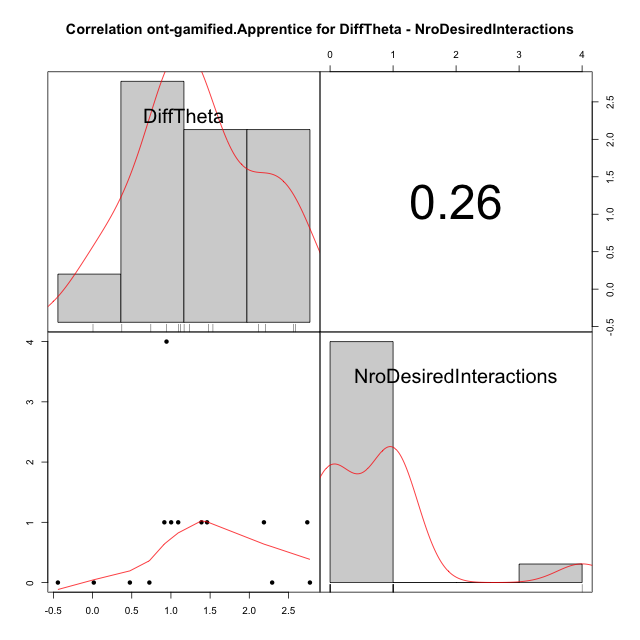 Correlation ont-gamified.Apprentice for DiffTheta - NroDesiredInteractions
0 1 2 3 4
DiffTheta
0.26
2.5
2.0
1.5
1.0
0.5
0.0
-0.5
4
3
2
1
0
NroDesiredInteractions
-0.5 0.0 0.5 1.0 1.5 2.0 2.5